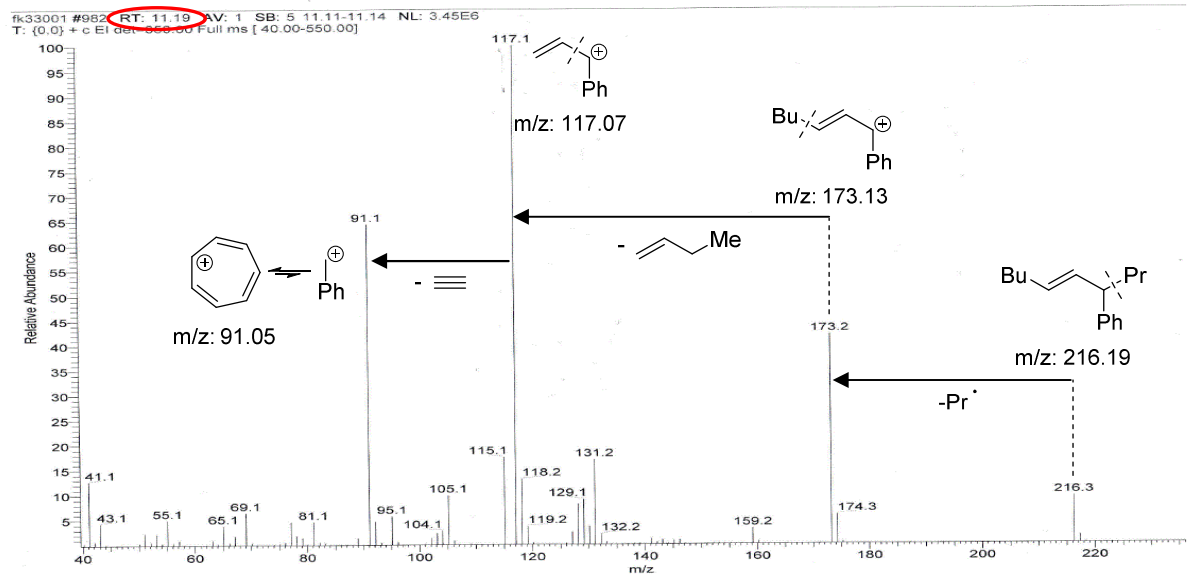 fk33001 #982 RT: 11.19 AV: 1 SB: 5 11.11-11.14 NL: 3.45E6
T: {0,0} + c EI det=350.00 Full ms [ 40.00-550.00]
Relative Abundance
100
95
90
85
80
75
70
65
60
55
50
45
40
35
30
25
20
15
10
5
117.1
Ph
m/z: 117.07
Bu
Ph
m/z: 173.13
91.1
- Me
Ph
-
m/z: 91.05
Bu Pr
Ph
m/z: 216.19
173.2
-Pr˙
41.1
43.1
55.1
65.1
69.1
81.1
95.1
104.1
105.1
115.1
118.2
119.2
129.1
131.2
132.2
159.2
174.3
216.3
40 60 80 100 120 140 160 180 200 220
m/z